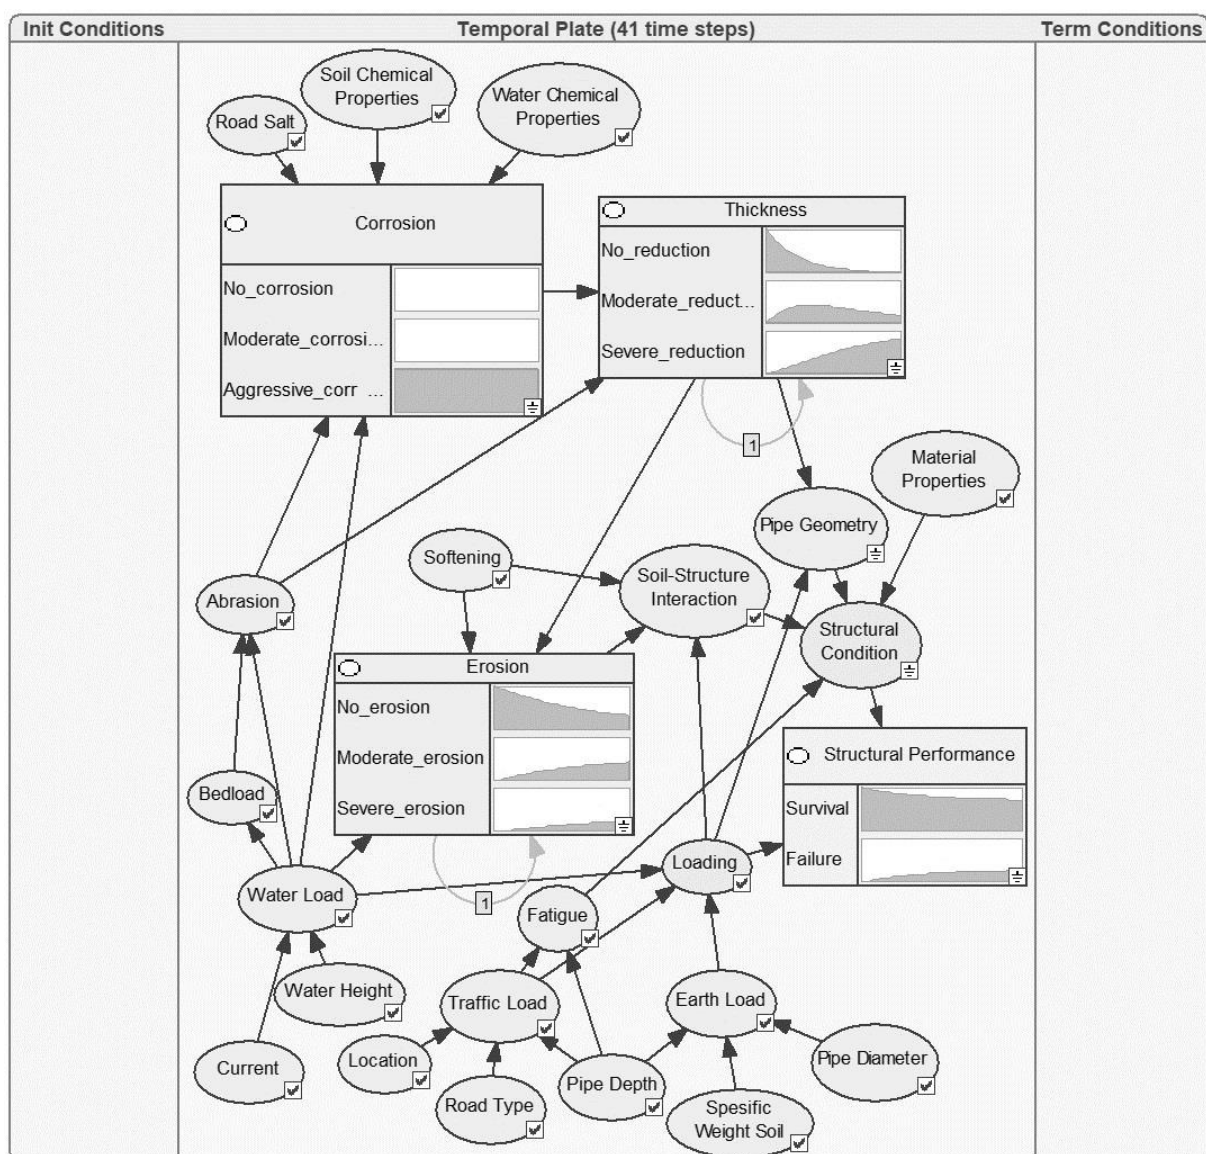 Init Conditions
Temporal Plate (41 time steps)
Term Conditions
Soil Chemical
Properties
Water Chemical
Properties
Road Salt
Corrosion
No_corrosion
Moderate_corrosi...
Aggressive_corr ...
Thickness
No_reduction
Moderate_reduct...
Severe_reduction
1
Material
Properties
Pipe Geometry
Softening
Soil-Structure
Interaction
Abrasion
Structural
Condition
Erosion
No_erosion
Moderate_erosion
Severe_erosion
1
Structural Performance
Survival
Failure
Bedload
Loading
Water Load
Fatigue
Water Height
Traffic Load
Earth Load
Current
Location
Pipe Depth
Pipe Diameter
Road Type
Spesific
Weight Soil